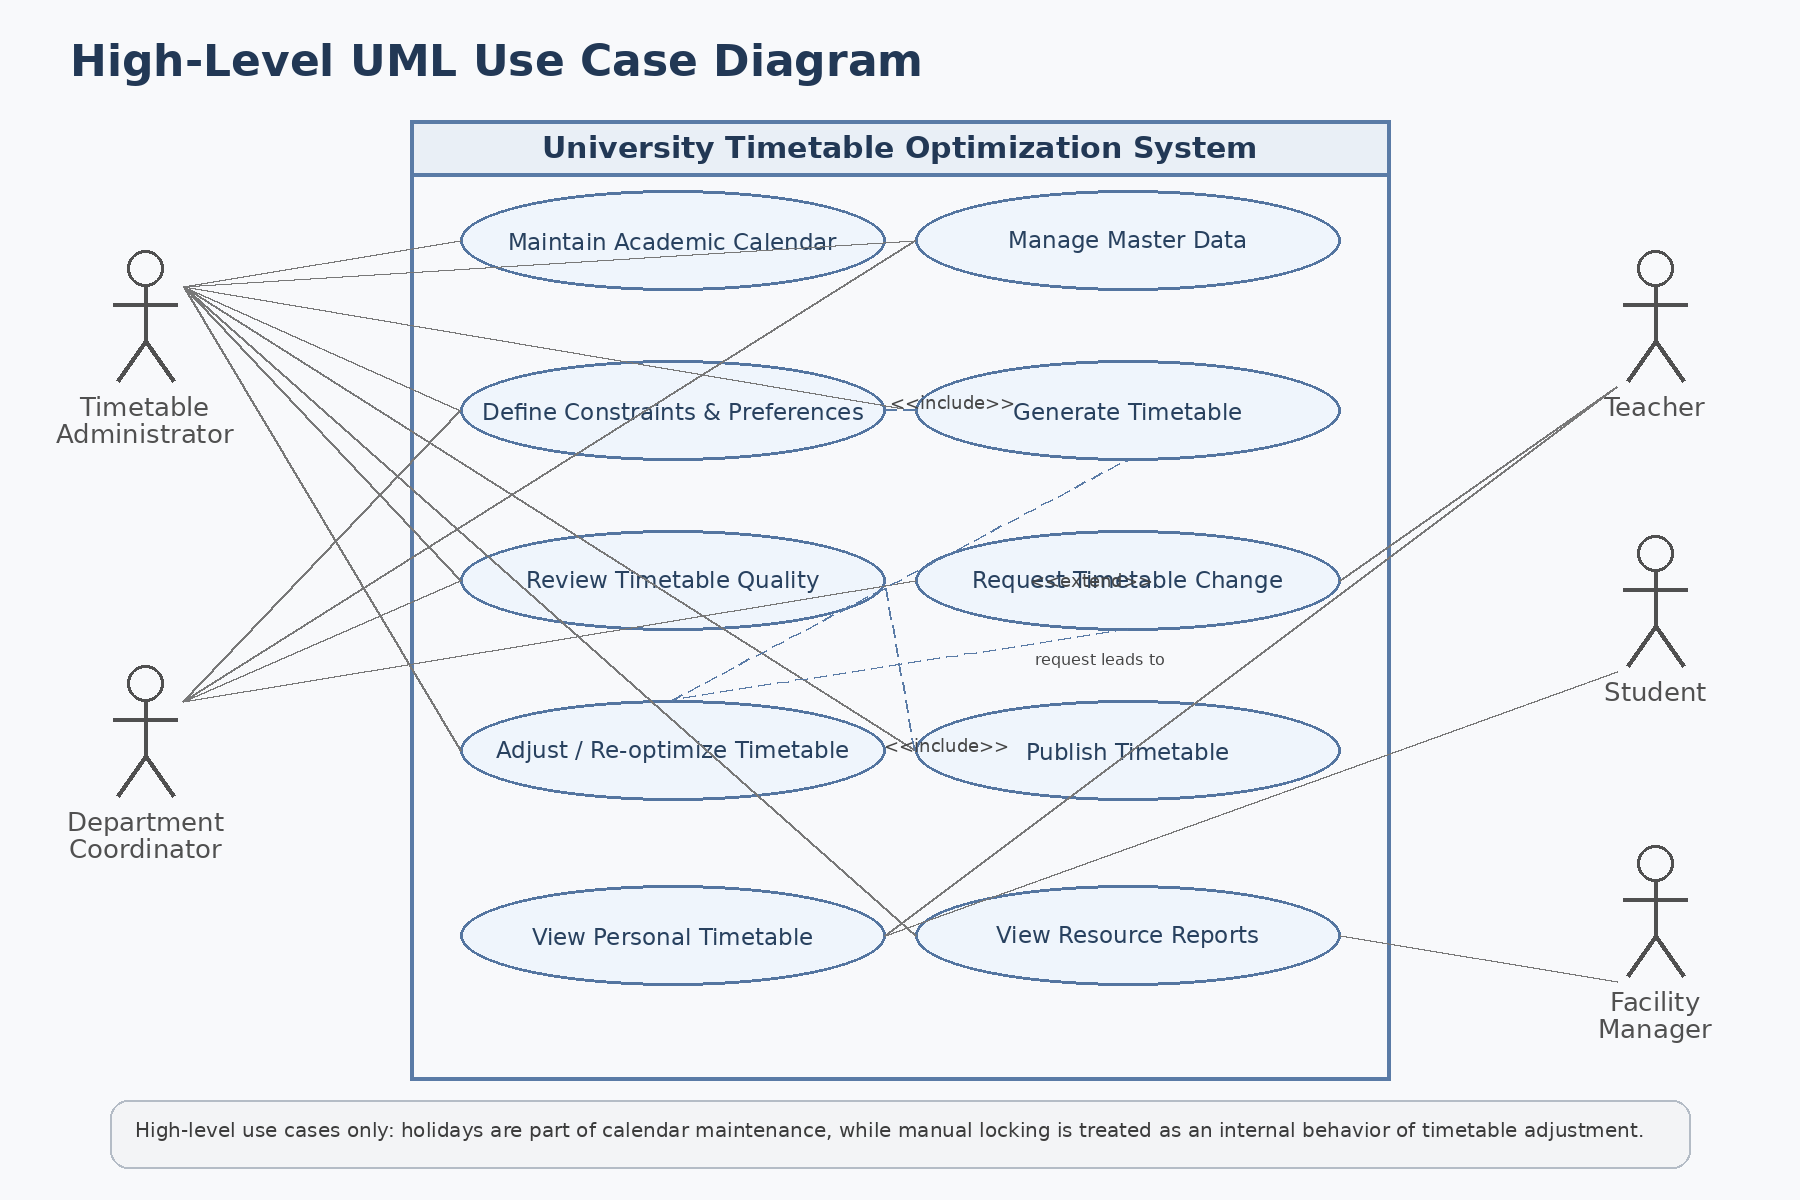 High-Level UML Use Case Diagram
University Timetable Optimization System
Maintain Academic Calendar
Manage Master Data
Timetable
Administrator
Define Constraints & Preferences
<<include>>
Generate Timetable
Teacher
Review Timetable Quality
Request Timetable Change
<<extend>>
request leads to
Student
Adjust / Re-optimize Timetable
<<include>>
Publish Timetable
Department
Coordinator
View Personal Timetable
View Resource Reports
Facility
Manager
High-level use cases only: holidays are part of calendar maintenance, while manual locking is treated as an internal behavior of timetable adjustment.